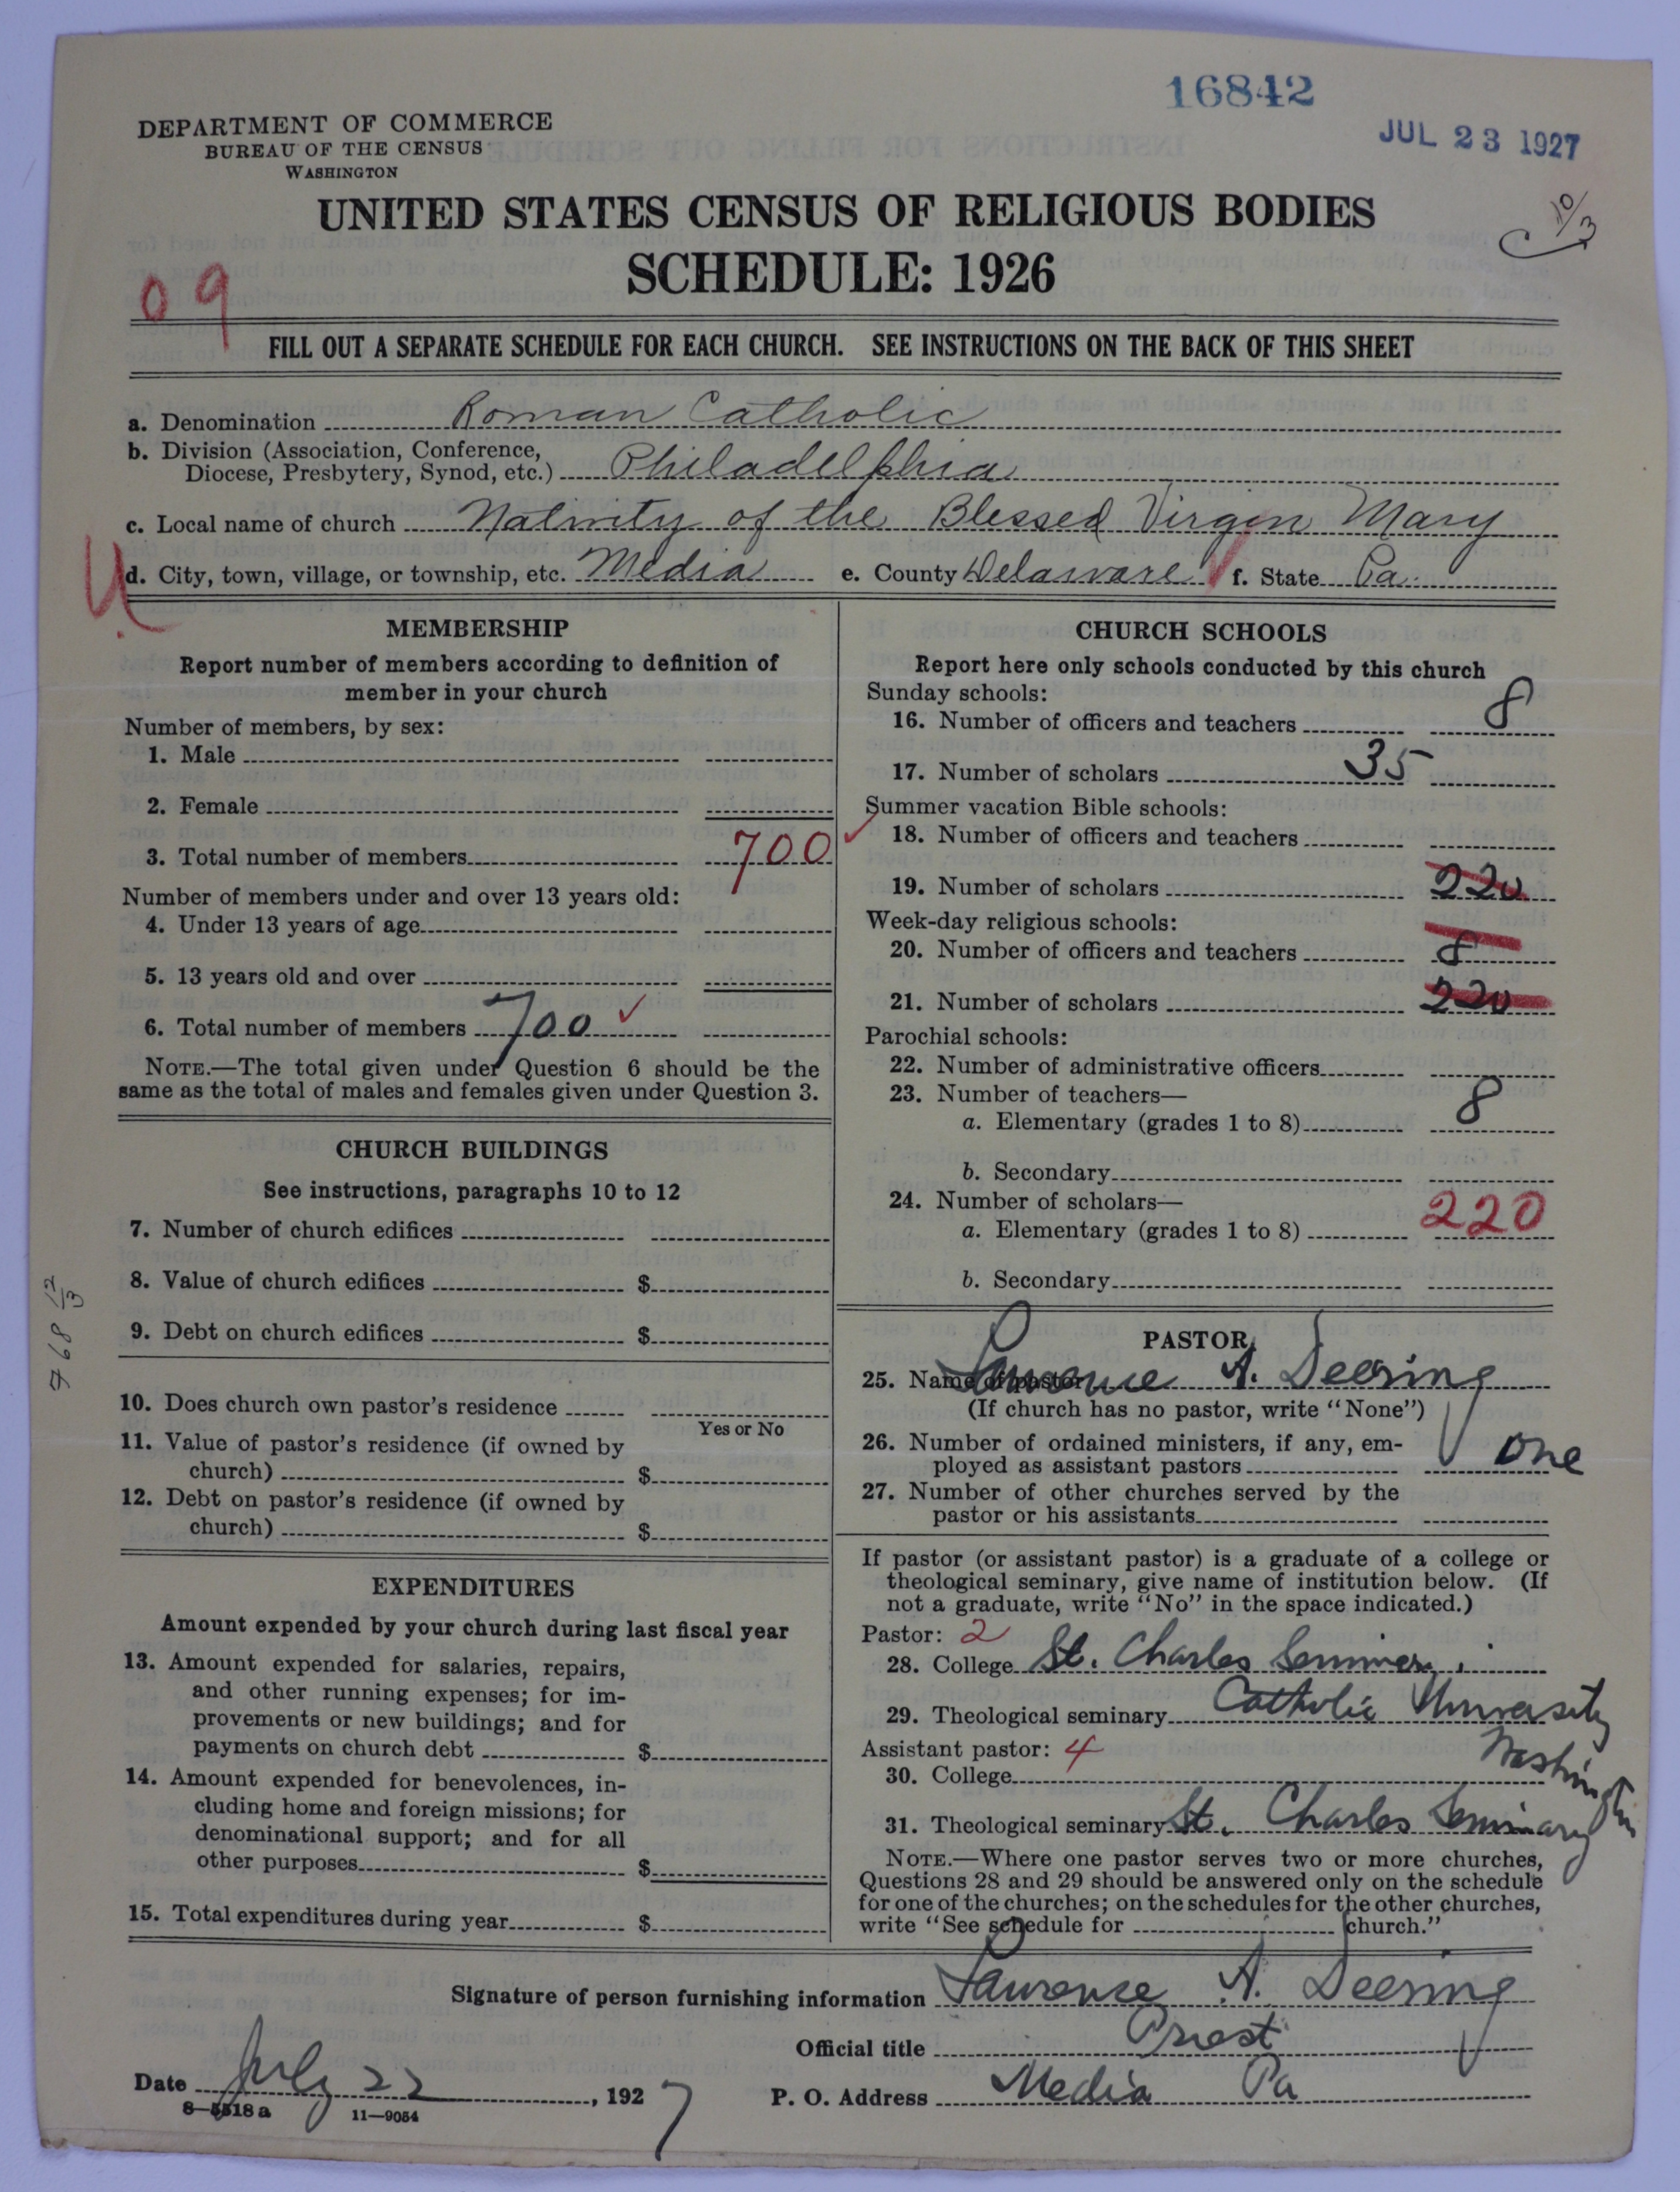 16842
JUL 23 1927
DEPARTMENT OF COMMERCE
BUREAU OF THE CENSUS
WASHINGTON
UNITED STATES CENSUS OF RELIGIOUS BODIES
10/3
SCHEDULE: 1926
09
FILL OUT A SEPARATE SCHEDULE FOR EACH CHURCH. SEE INSTRUCTIONS ON THE BACK OF THIS SHEET
a. Denomination Roman Catholic
b. Division (Association, Conference,
Diocese, Presbytery, Synod, etc.) Philadelphia
c. Local name of church Nativity of the Blessed Virgin Mary
U
d. City, town, village, or township, etc. Media e. County Delaware f. State Pa.
MEMBERSHIP
Report number of members according to definition of
member in your church
Number of members, by sex:
1. Male
2. Female
3. Total number of members 700
Number of members under and over 13 years old:
4. Under 13 years of age
5. 13 years old and over
6. Total number of members 700
NOTE.—The total given under Question 6 should be the
same as the total of males and females given under Question 3.
CHURCH BUILDINGS
See instructions, paragraphs 10 to 12
7. Number of church edifices
8. Value of church edifices $
9. Debt on church edifices $
10. Does church own pastor's residence
Yes or No
11. Value of pastor's residence (if owned by
church) $
12. Debt on pastor's residence (if owned by
church) $
EXPENDITURES
Amount expended by your church during last fiscal year
13. Amount expended for salaries, repairs,
and other running expenses; for im-
provements or new buildings; and for
payments on church debt $
14. Amount expended for benevolences, in-
cluding home and foreign missions; for
denominational support; and for all
other purposes $
15. Total expenditures during year $
CHURCH SCHOOLS
Report here only schools conducted by this church
Sunday schools:
16. Number of officers and teachers 8
17. Number of scholars 35
Summer vacation Bible schools:
18. Number of officers and teachers
19. Number of scholars 220
Week-day religious schools:
20. Number of officers and teachers 8
21. Number of scholars 220
Parochial schools:
22. Number of administrative officers
23. Number of teachers—
a. Elementary (grades 1 to 8) 8
b. Secondary
24. Number of scholars—
a. Elementary (grades 1 to 8) 220
b. Secondary
PASTOR
25. Name of pastor Lawrence A. Deering
(If church has no pastor, write "None")
26. Number of ordained ministers, if any, em-
ployed as assistant pastors one
27. Number of other churches served by the
pastor or his assistants
If pastor (or assistant pastor) is a graduate of a college or
theological seminary, give name of institution below. (If
not a graduate, write "No" in the space indicated.)
Pastor: 2
28. College St. Charles Seminary
29. Theological seminary Catholic University
Washington
Assistant pastor: 4
30. College
31. Theological seminary St. Charles Seminary
NOTE.—Where one pastor serves two or more churches,
Questions 28 and 29 should be answered only on the schedule
for one of the churches; on the schedules for the other churches,
write "See schedule for church."
Signature of person furnishing information Lawrence A. Deering
Official title Priest
Date July 22, 1927 P. O. Address Media Pa
8—5518 a 11—9054